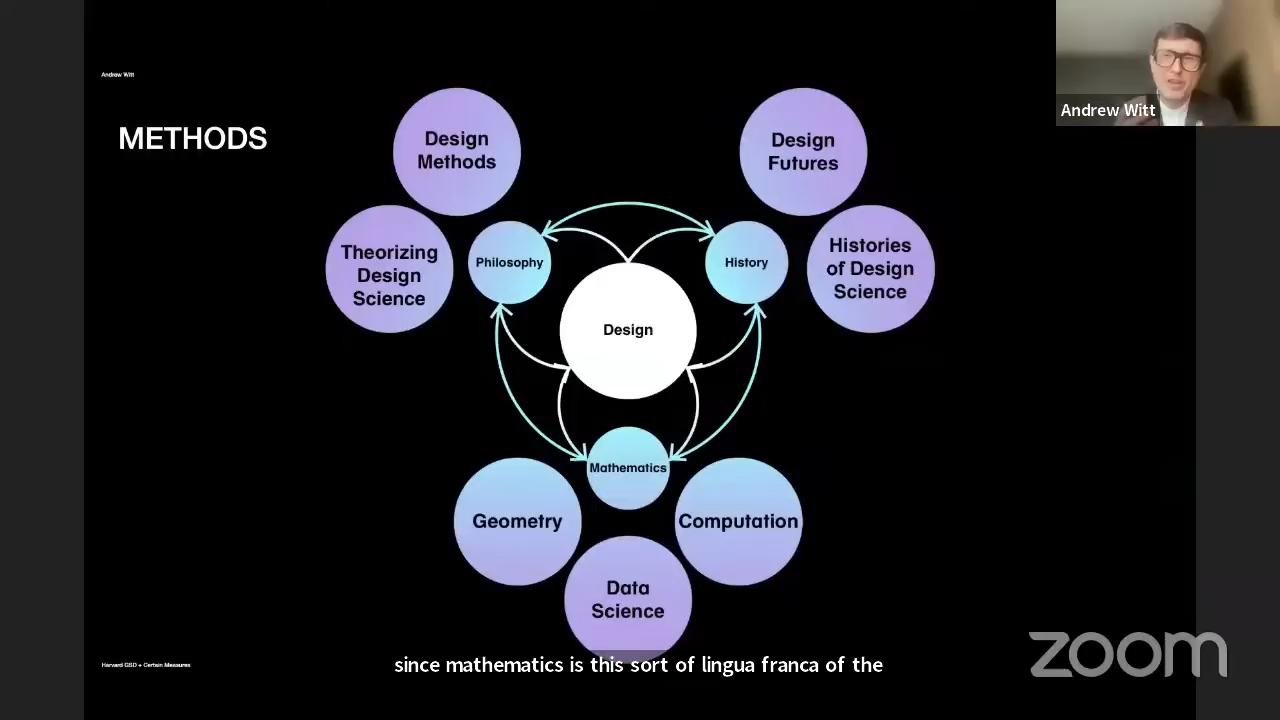 Andrew Witt
METHODS
Design
Methods
Design
Futures
Theorizing
Design
Science
Philosophy
History
Histories
of Design
Science
Design
Mathematics
Geometry
Computation
Data
Science
since mathematics is this sort of lingua franca of the
Harvard GSD + Certain Measures
Andrew Witt
zoom